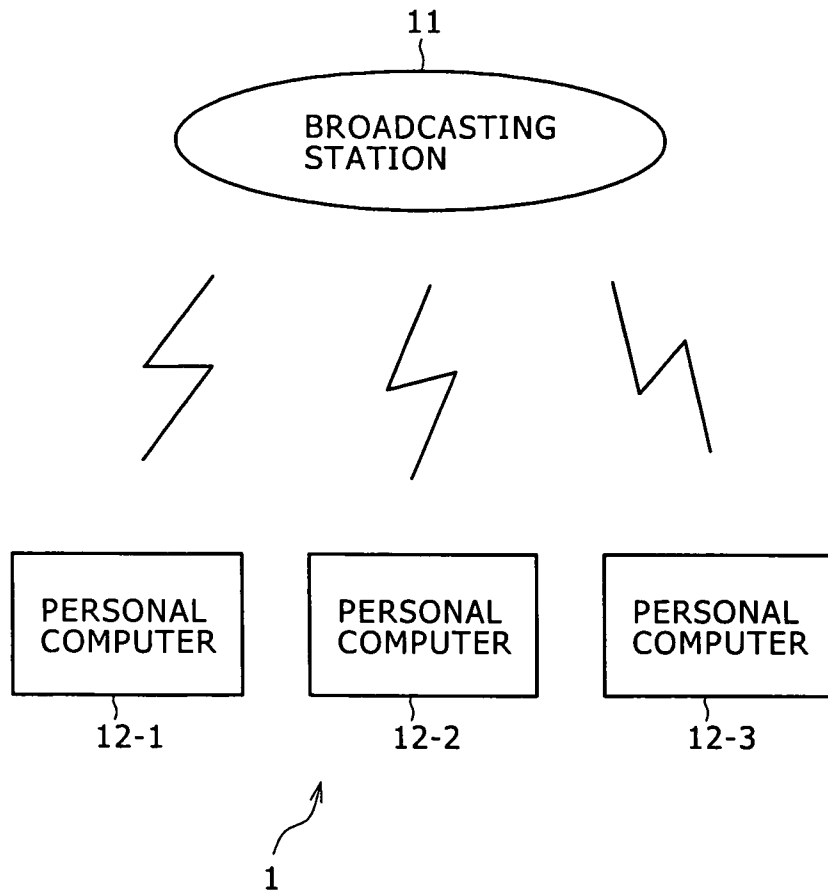 11
BROADCASTING
STATION
PERSONAL
COMPUTER
PERSONAL
COMPUTER
PERSONAL
COMPUTER
12-1
12-2
12-3
1